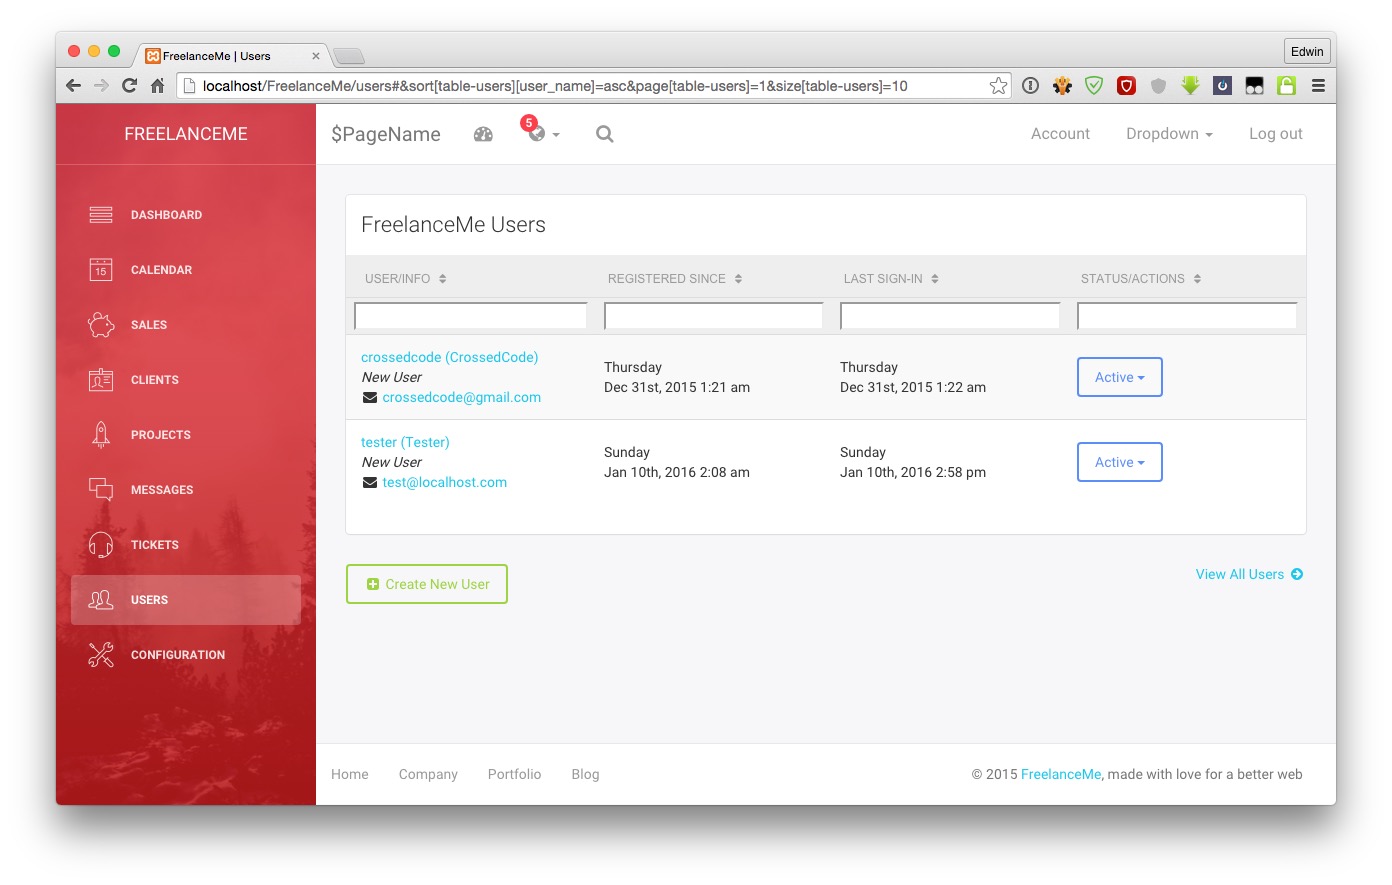 FreelanceMe | Users
Edwin
localhost/FreelanceMe/users#&sort[table-users][user_name]=asc&page[table-users]=1&size[table-users]=10
FREELANCEME
$PageName
5
Account
Dropdown
Log out
DASHBOARD
15
CALENDAR
SALES
CLIENTS
PROJECTS
MESSAGES
TICKETS
USERS
CONFIGURATION
FreelanceMe Users
USER/INFO
REGISTERED SINCE
LAST SIGN-IN
STATUS/ACTIONS
crossedcode (CrossedCode)
New User
crossedcode@gmail.com
Thursday
Dec 31st, 2015 1:21 am
Thursday
Dec 31st, 2015 1:22 am
Active
tester (Tester)
New User
test@localhost.com
Sunday
Jan 10th, 2016 2:08 am
Sunday
Jan 10th, 2016 2:58 pm
Active
Create New User
View All Users
Home
Company
Portfolio
Blog
© 2015 FreelanceMe, made with love for a better web